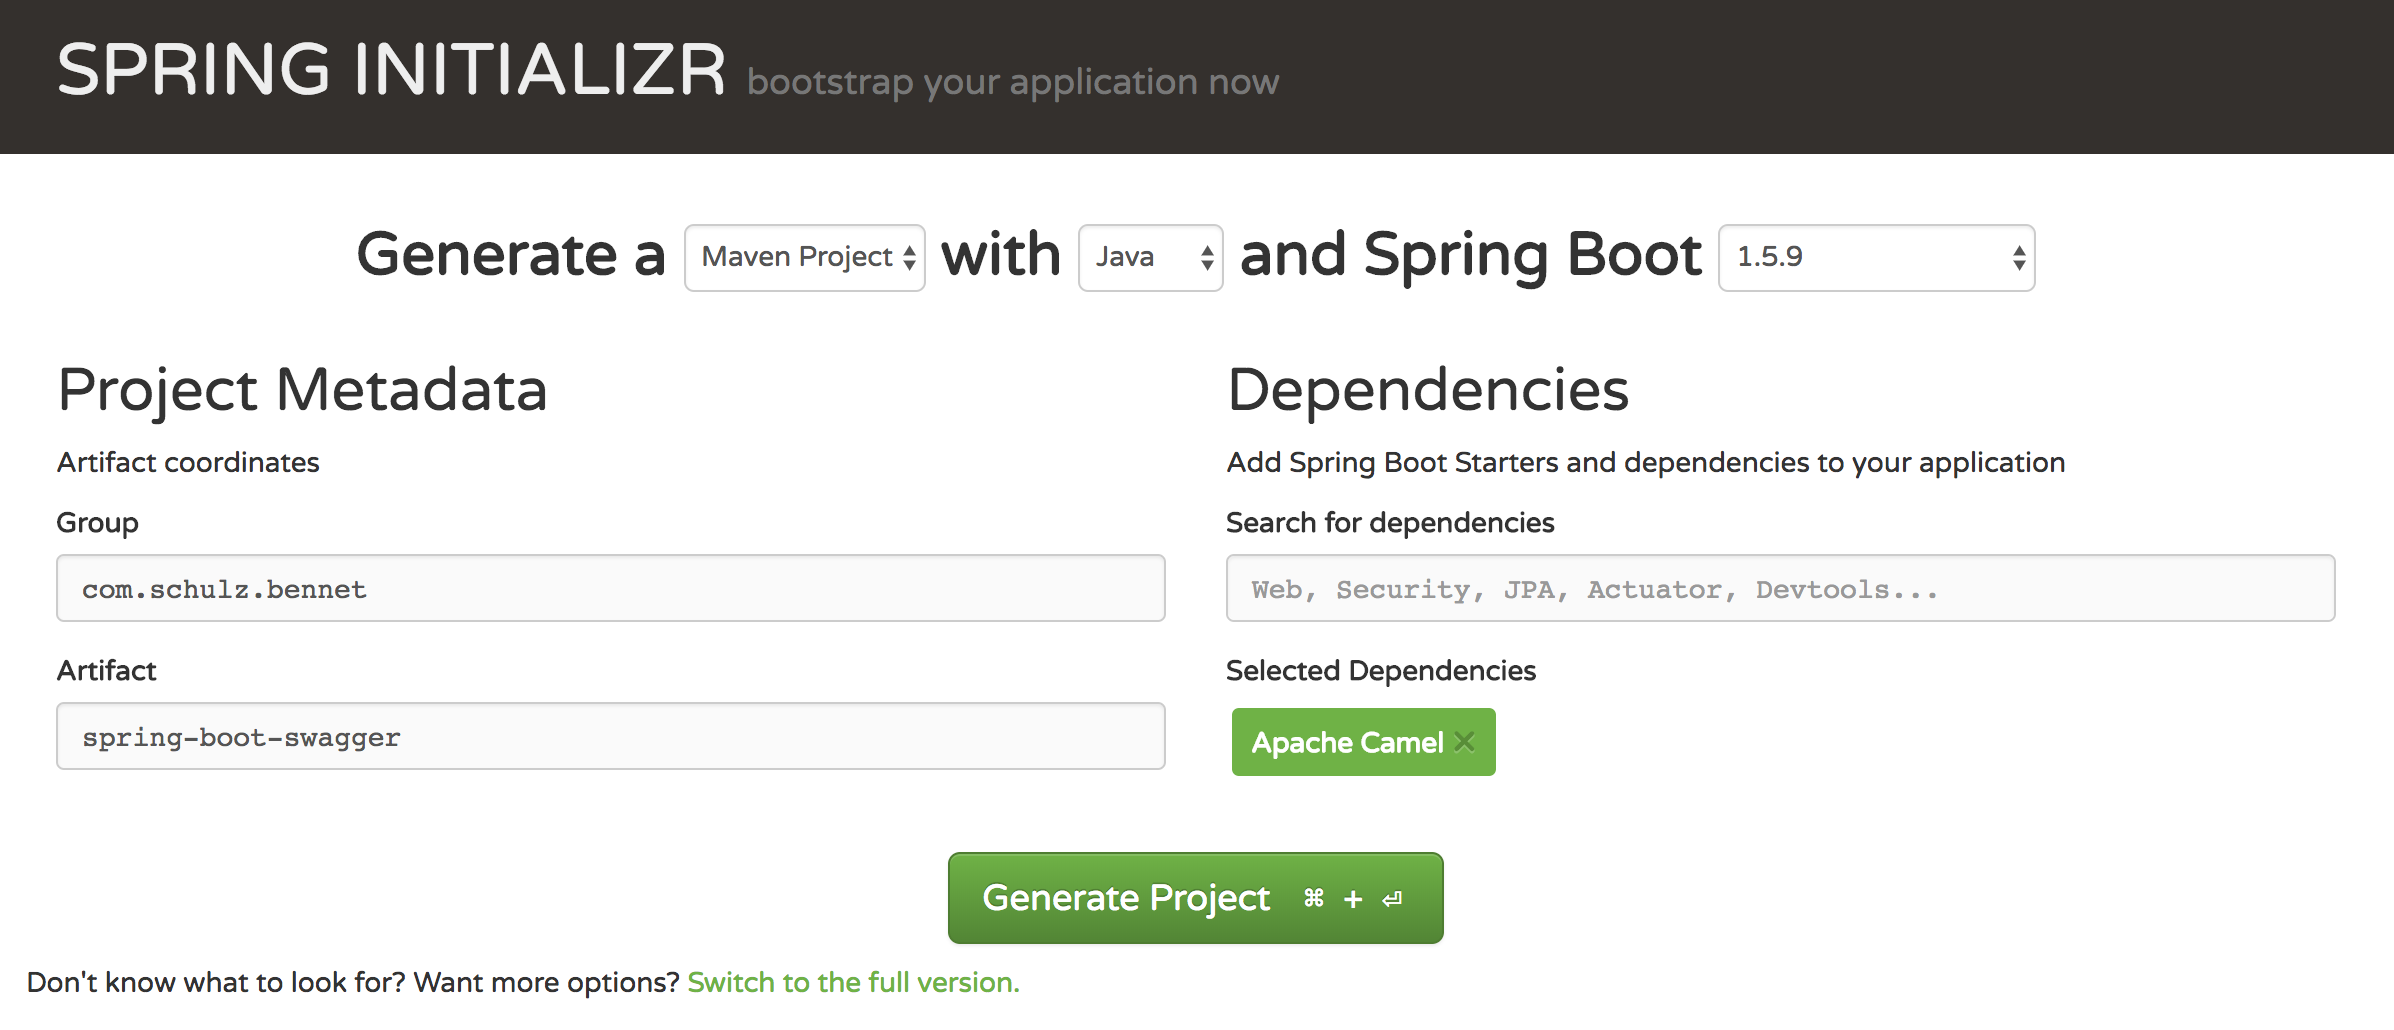 SPRING INITIALIZR bootstrap your application now
Generate a Maven Project with Java and Spring Boot 1.5.9
Project Metadata
Artifact coordinates
Group
com.schulz.bennet
Artifact
spring-boot-swagger
Dependencies
Add Spring Boot Starters and dependencies to your application
Search for dependencies
Web, Security, JPA, Actuator, Devtools...
Selected Dependencies
Apache Camel ×
Generate Project ⌘ + ⏎
Don't know what to look for? Want more options? Switch to the full version.